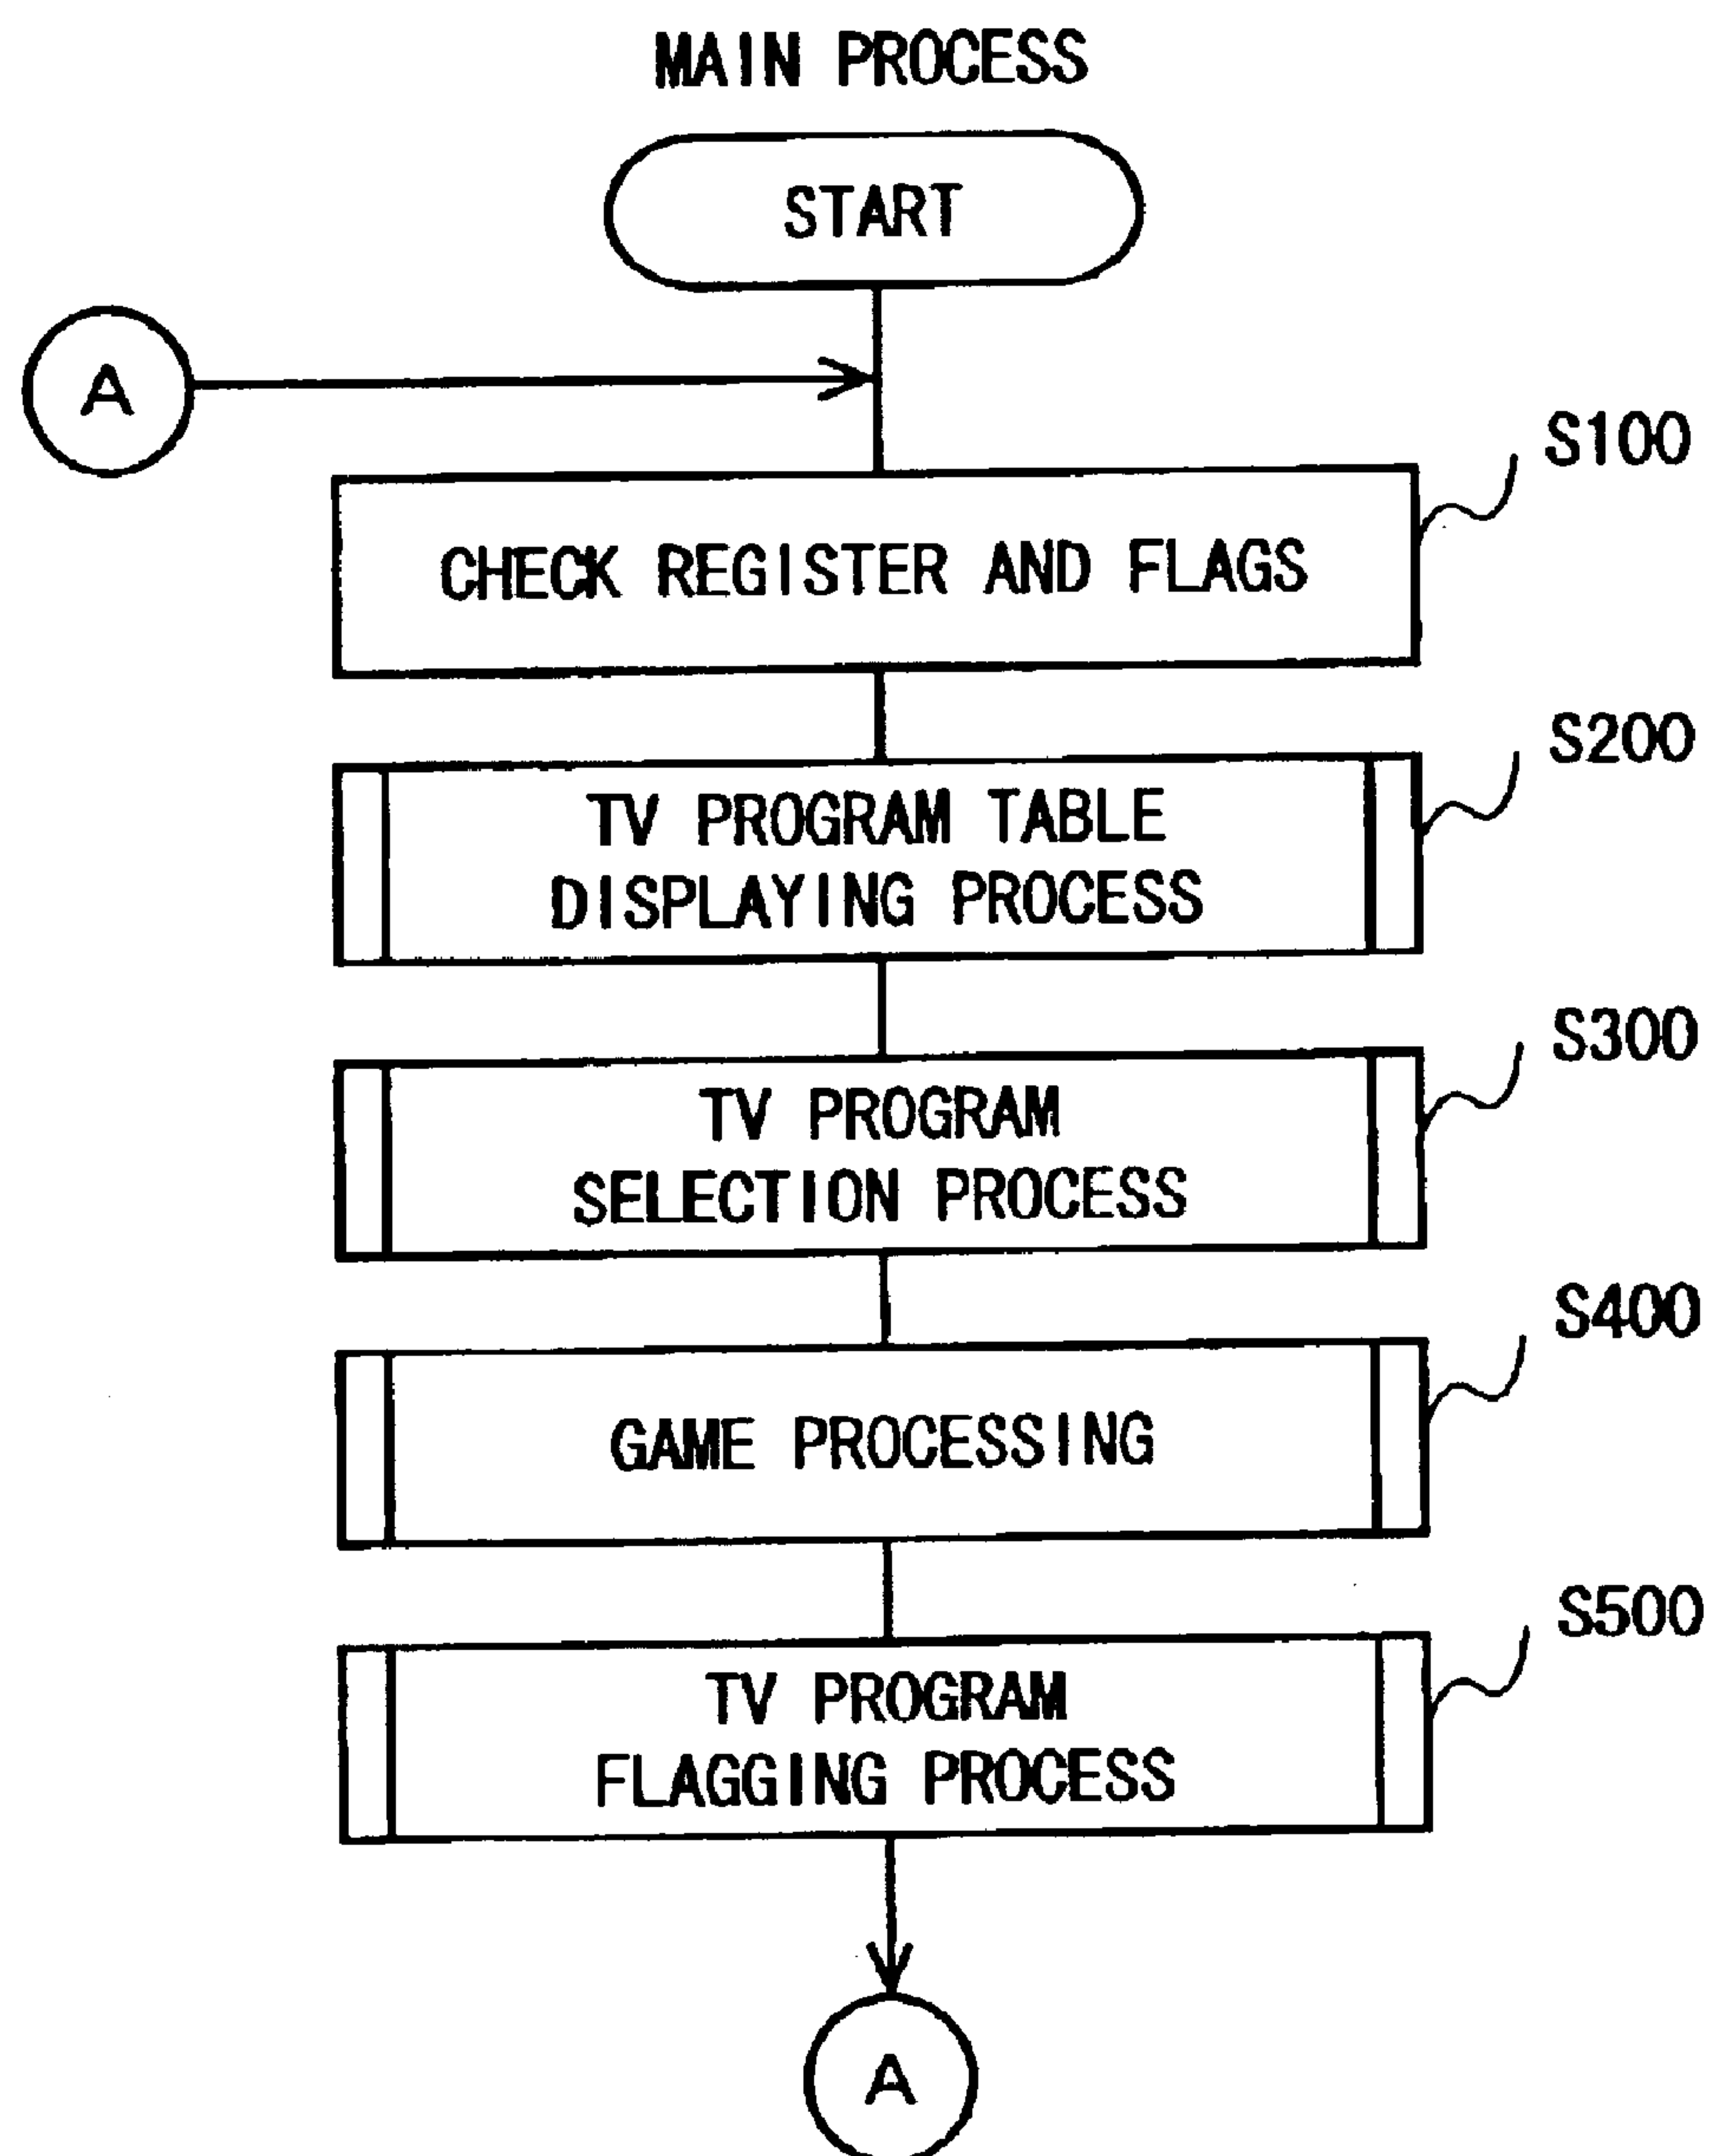 MAIN PROCESS
START
A
S100
CHECK REGISTER AND FLAGS
S200
TV PROGRAM TABLE
DISPLAYING PROCESS
S300
TV PROGRAM
SELECTION PROCESS
S400
GAME PROCESSING
S500
TV PROGRAM
FLAGGING PROCESS
A